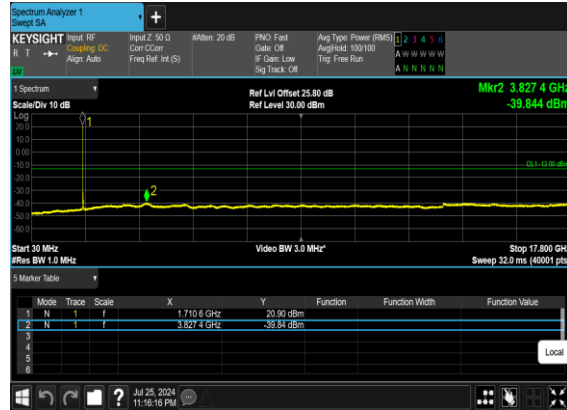 Spectrum Analyzer 1
Swept SA
+
KEYSIGHT Input: RF Input Z: 50 Ω #Atten: 20 dB PNO: Fast Avg Type: Power (RMS) 1 2 3 4 5 6
R T Coupling: DC Corr CCorr Gate: Off Avg|Hold: 100/100 A W W W W W
Align: Auto Freq Ref: Int (S) IF Gain: Low Trig: Free Run
Sig Track: Off A N N N N N
1 Spectrum Ref Lvl Offset 25.80 dB Mkr2 3.827 4 GHz
Scale/Div 10 dB Ref Level 30.00 dBm -39.844 dBm
Log
1
20.0
10.0
0.00
-10.0
DL1 -13.00 dBm
-20.0
-30.0
2
-40.0
-50.0
-60.0
Start 30 MHz Video BW 3.0 MHz* Stop 17.800 GHz
#Res BW 1.0 MHz Sweep 32.0 ms (40001 pts)
5 Marker Table
Mode Trace Scale X Y Function Function Width Function Value
1 N 1 f 1.710 6 GHz 20.90 dBm
2 N 1 f 3.827 4 GHz -39.84 dBm
3
4
5
6
Local
? Jul 25, 2024
11:16:16 PM